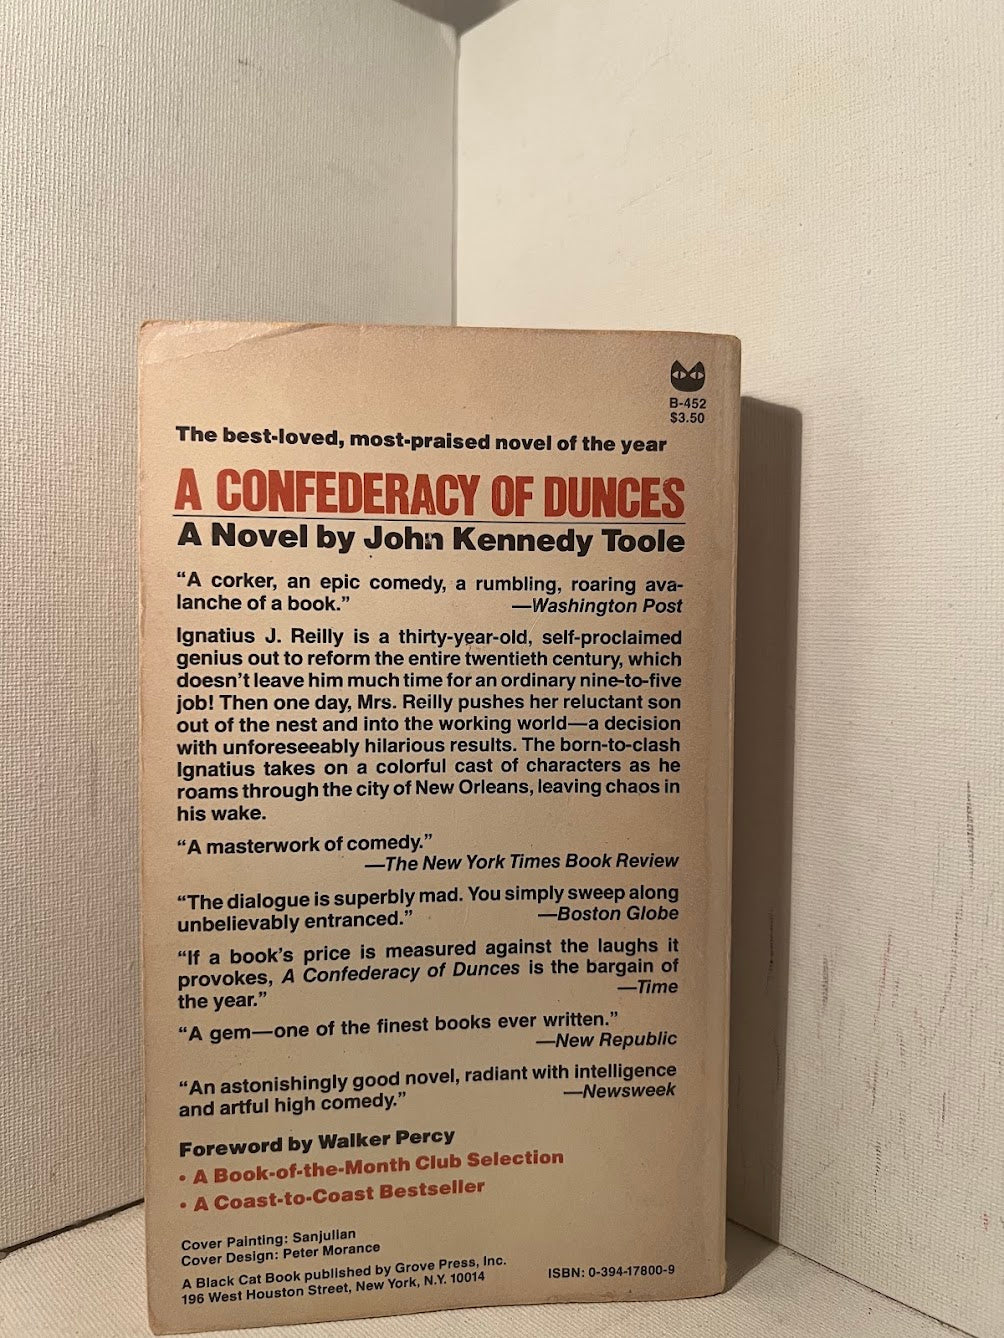 B-452
$3.50
The best-loved, most-praised novel of the year
A CONFEDERACY OF DUNCES
A Novel by John Kennedy Toole
“A corker, an epic comedy, a rumbling, roaring ava-
lanche of a book.” —Washington Post
Ignatius J. Reilly is a thirty-year-old, self-proclaimed
genius out to reform the entire twentieth century, which
doesn’t leave him much time for an ordinary nine-to-five
job! Then one day, Mrs. Reilly pushes her reluctant son
out of the nest and into the working world—a decision
with unforeseeably hilarious results. The born-to-clash
Ignatius takes on a colorful cast of characters as he
roams through the city of New Orleans, leaving chaos in
his wake.
“A masterwork of comedy.”
—The New York Times Book Review
“The dialogue is superbly mad. You simply sweep along
unbelievably entranced.” —Boston Globe
“If a book’s price is measured against the laughs it
provokes, A Confederacy of Dunces is the bargain of
the year.” —Time
“A gem—one of the finest books ever written.”
—New Republic
“An astonishingly good novel, radiant with intelligence
and artful high comedy.” —Newsweek
Foreword by Walker Percy
• A Book-of-the-Month Club Selection
• A Coast-to-Coast Bestseller
Cover Painting: Sanjulian
Cover Design: Peter Morance
A Black Cat Book published by Grove Press, Inc.
196 West Houston Street, New York, N.Y. 10014 ISBN: 0-394-17800-9